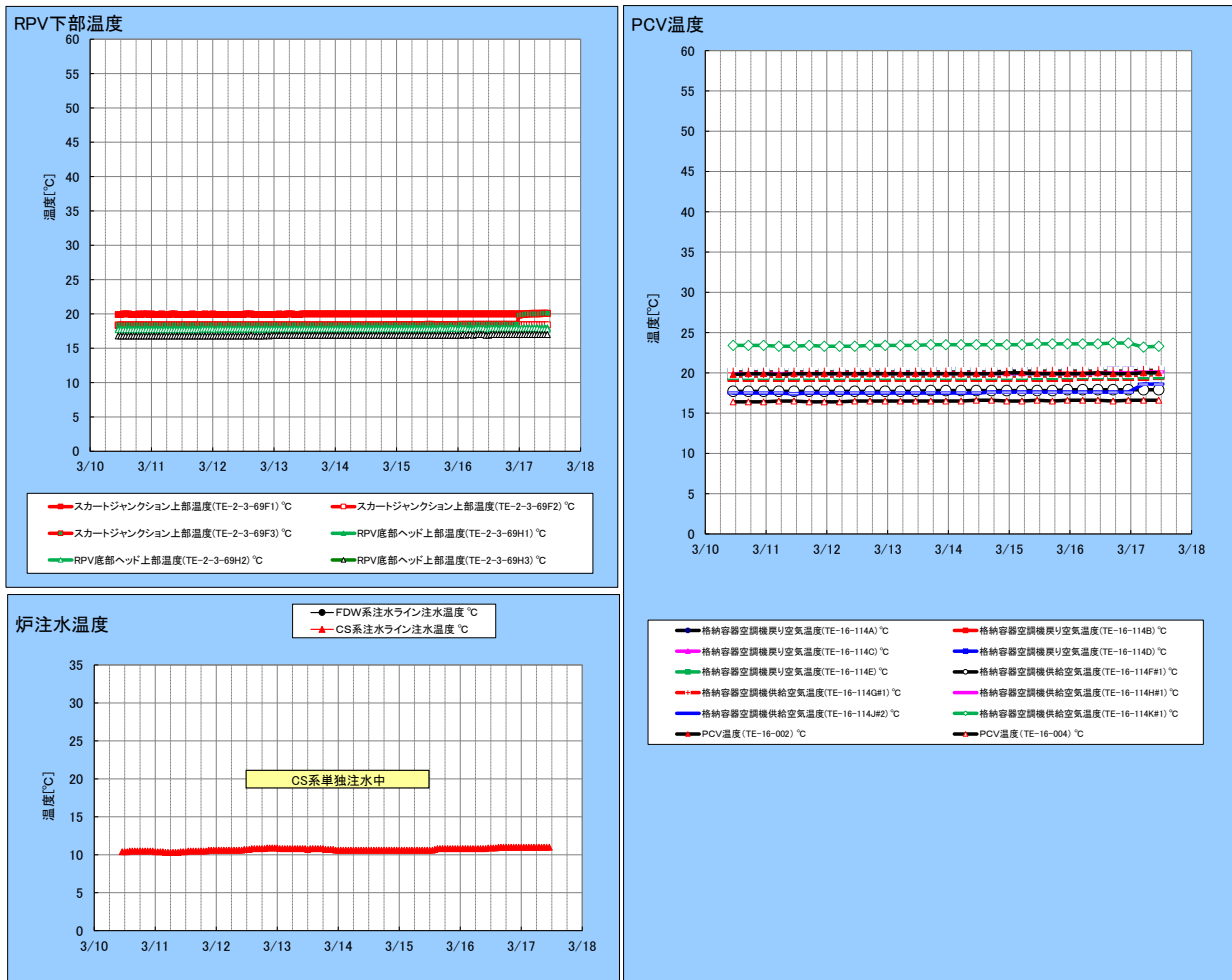 RPV下部温度
60
55
50
45
40
35
30
25
20
15
10
5
0
温度[℃]
3/10 3/11 3/12 3/13 3/14 3/15 3/16 3/17 3/18
スカートジャンクション上部温度(TE-2-3-69F1) ℃ スカートジャンクション上部温度(TE-2-3-69F2) ℃
スカートジャンクション上部温度(TE-2-3-69F3) ℃ RPV底部ヘッド上部温度(TE-2-3-69H1) ℃
RPV底部ヘッド上部温度(TE-2-3-69H2) ℃ RPV底部ヘッド上部温度(TE-2-3-69H3) ℃
炉注水温度
FDW系注水ライン注水温度 ℃
CS系注水ライン注水温度 ℃
35
30
25
20
15
10
5
0
温度[℃]
CS系単独注水中
3/10 3/11 3/12 3/13 3/14 3/15 3/16 3/17 3/18
PCV温度
60
55
50
45
40
35
30
25
20
15
10
5
0
温度[℃]
3/10 3/11 3/12 3/13 3/14 3/15 3/16 3/17 3/18
格納容器空調機戻り空気温度(TE-16-114A) ℃ 格納容器空調機戻り空気温度(TE-16-114B) ℃
格納容器空調機戻り空気温度(TE-16-114C) ℃ 格納容器空調機戻り空気温度(TE-16-114D) ℃
格納容器空調機戻り空気温度(TE-16-114E) ℃ 格納容器空調機供給空気温度(TE-16-114F#1) ℃
格納容器空調機供給空気温度(TE-16-114G#1) ℃ 格納容器空調機供給空気温度(TE-16-114H#1) ℃
格納容器空調機供給空気温度(TE-16-114J#2) ℃ 格納容器空調機供給空気温度(TE-16-114K#1) ℃
PCV温度(TE-16-002) ℃ PCV温度(TE-16-004) ℃